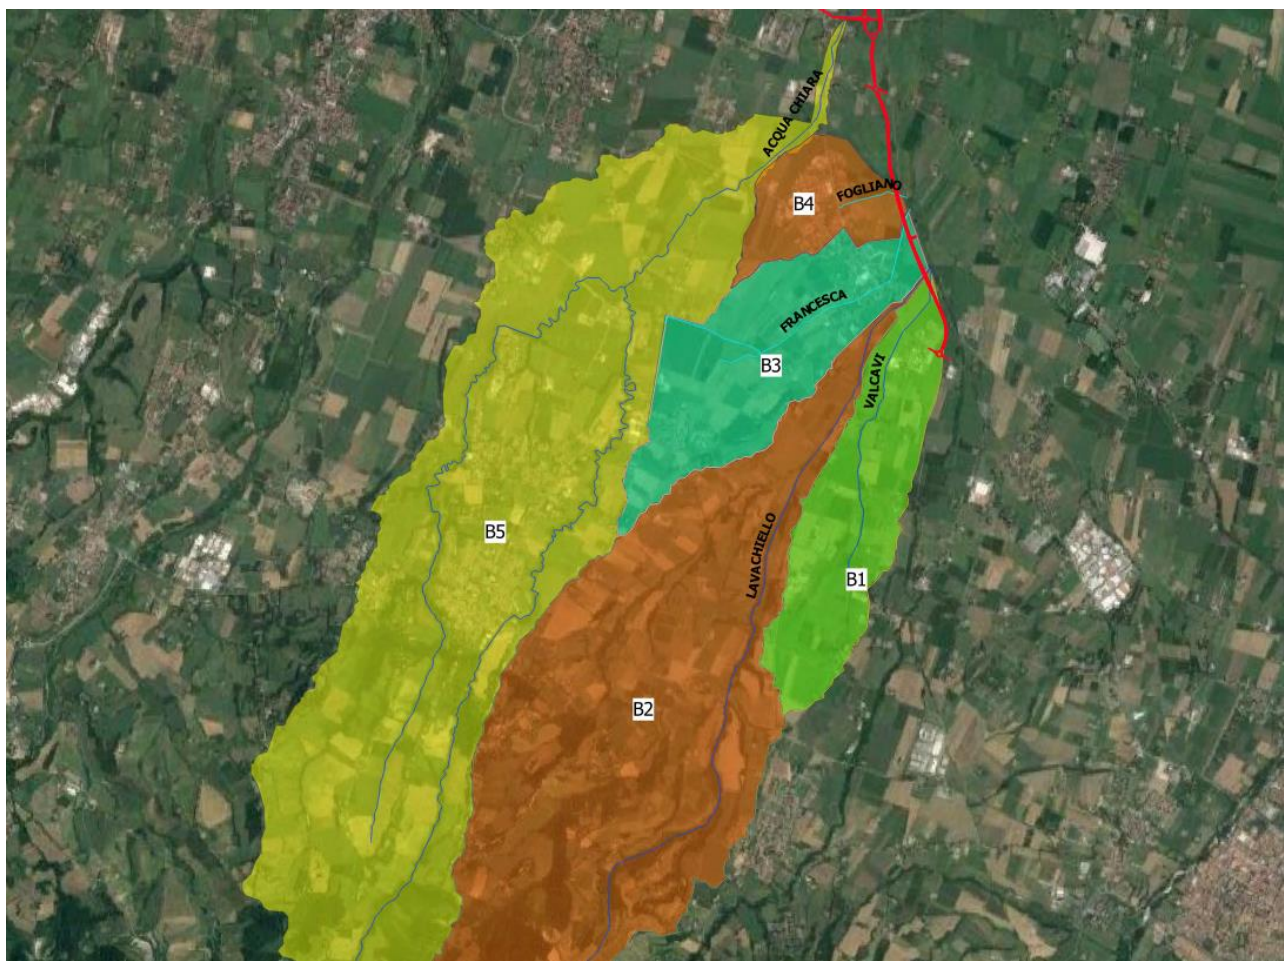 ACQUA CHIARA
FOGLIANO
B4
FRANCESCA
B3
VALCAVI
B5
LAVACHIELLO
B1
B2